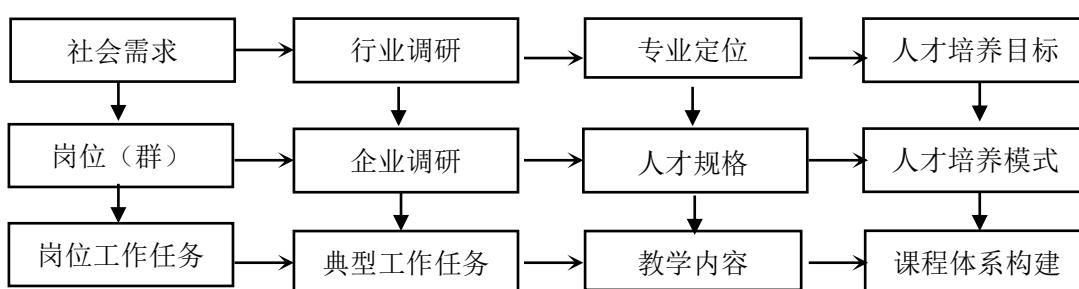 社会需求
行业调研
专业定位
人才培养目标
岗位（群）
企业调研
人才规格
人才培养模式
岗位工作任务
典型工作任务
教学内容
课程体系构建